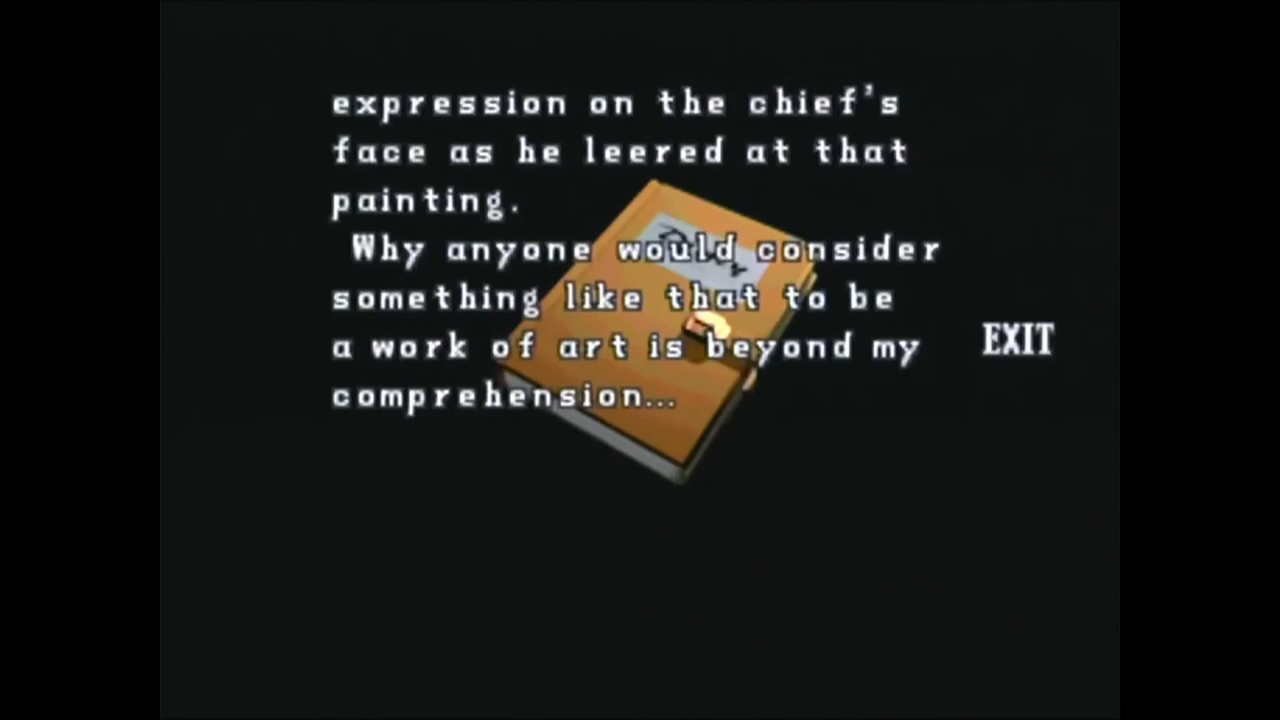 expression on the chief's
face as he leered at that
painting.
Why anyone would consider
something like that to be
a work of art is beyond my
comprehension...
EXIT